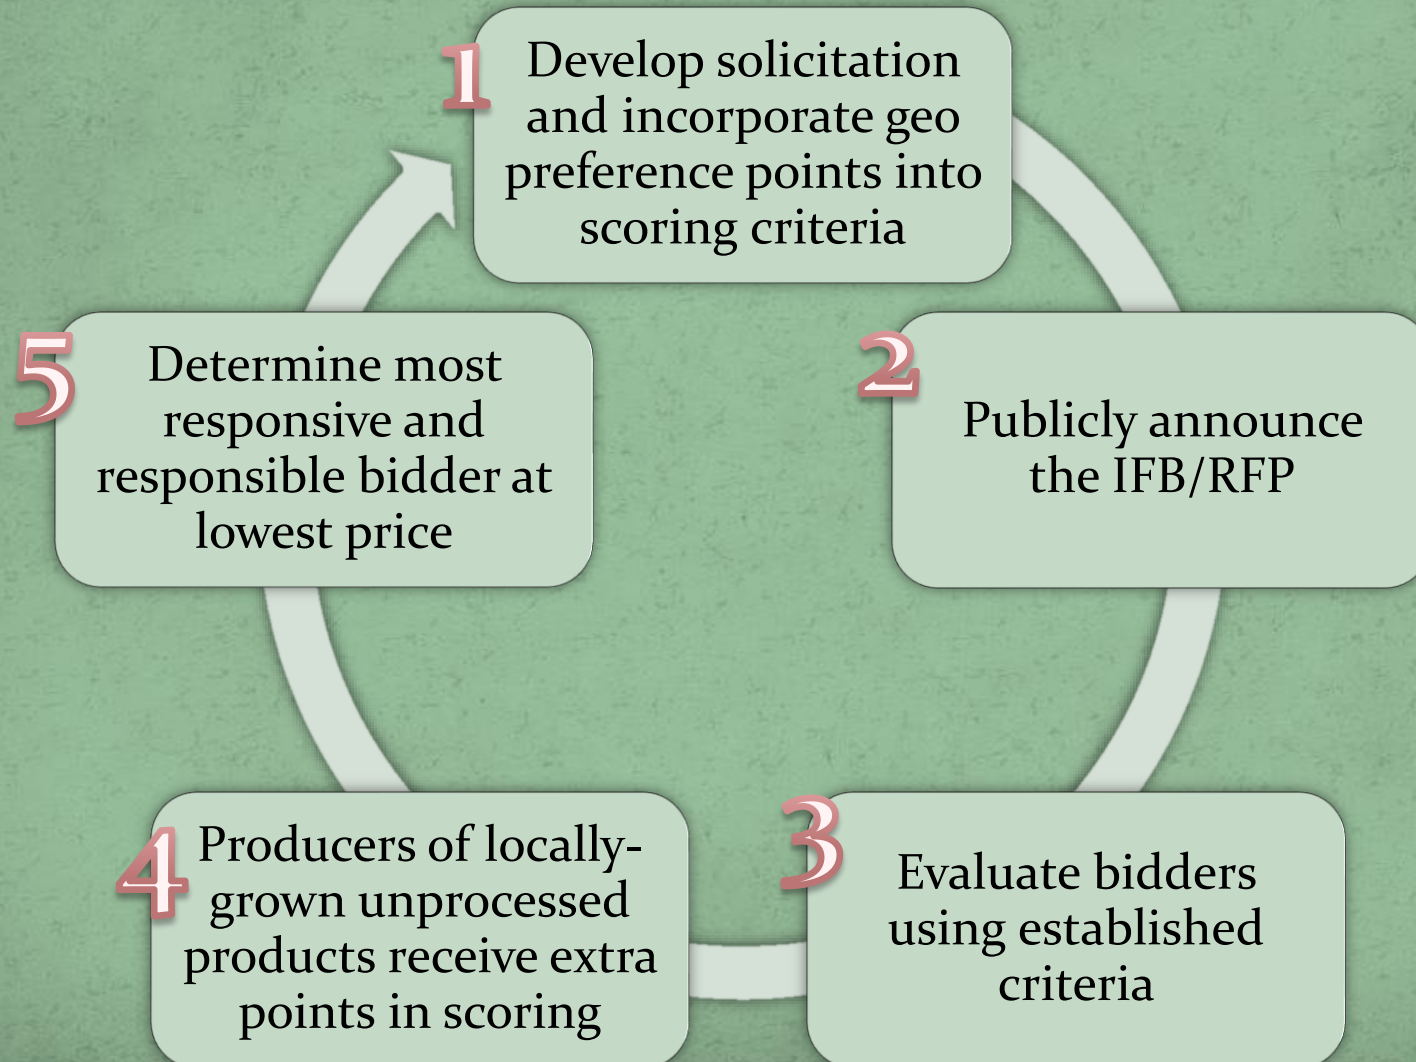 1
Develop solicitation
and incorporate geo
preference points into
scoring criteria
2
Publicly announce
the IFB/RFP
3
Evaluate bidders
using established
criteria
4
Producers of locally-
grown unprocessed
products receive extra
points in scoring
5
Determine most
responsive and
responsible bidder at
lowest price